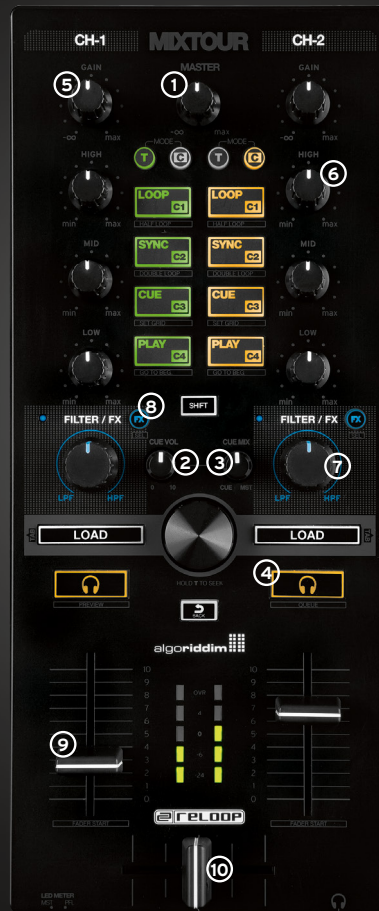 CH-1 MIXTOUR CH-2
GAIN MASTER GAIN
5 1
-∞ max -∞ max -∞ max
MODE MODE
T C T C
HIGH HIGH
6
min max min max
LOOP C1 LOOP C1
HALF LOOP HALF LOOP
MID MID
SYNC C2 SYNC C2
DOUBLE LOOP DOUBLE LOOP
min max min max
CUE C3 CUE C3
SET GRID SET GRID
LOW LOW
PLAY C4 PLAY C4
GO TO BEG. GO TO BEG.
min max min max
8 SHIFT
FILTER / FX FX FILTER / FX FX
CUE VOL CUE MIX
2 3 7
0 10 CUE MST
LPF HPF LPF HPF
LOAD LOAD
HOLD T TO SEEK
4
PREVIEW QUEUE
BACK
algoriddim
10 10
9 OVR 9
8 8
7 4 7
6 6
5 0 5
9
4 4
3 -6 3
2 2
1 -24 1
0 0
FADER START reloop FADER START
10
LED METER
MST PFL